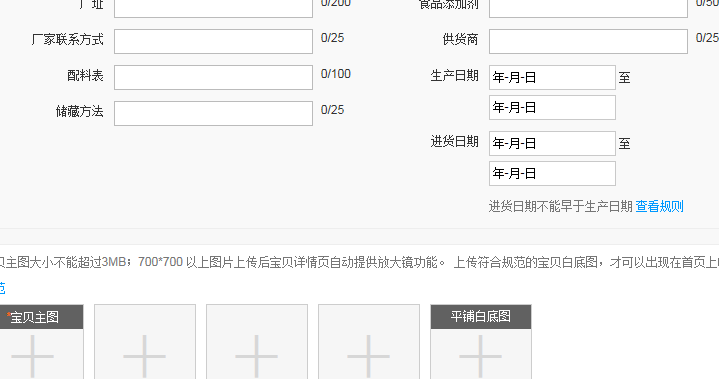 厂址 0/200 食品添加剂 0/50
厂家联系方式 0/25 供货商 0/25
配料表 0/100 生产日期 年-月-日 至
年-月-日
储藏方法 0/25
进货日期 年-月-日 至
年-月-日
进货日期不能早于生产日期 查看规则
贝主图大小不能超过3MB；700*700 以上图片上传后宝贝详情页自动提供放大镜功能。 上传符合规范的宝贝白底图，才可以出现在首页上
范
*宝贝主图 平铺白底图